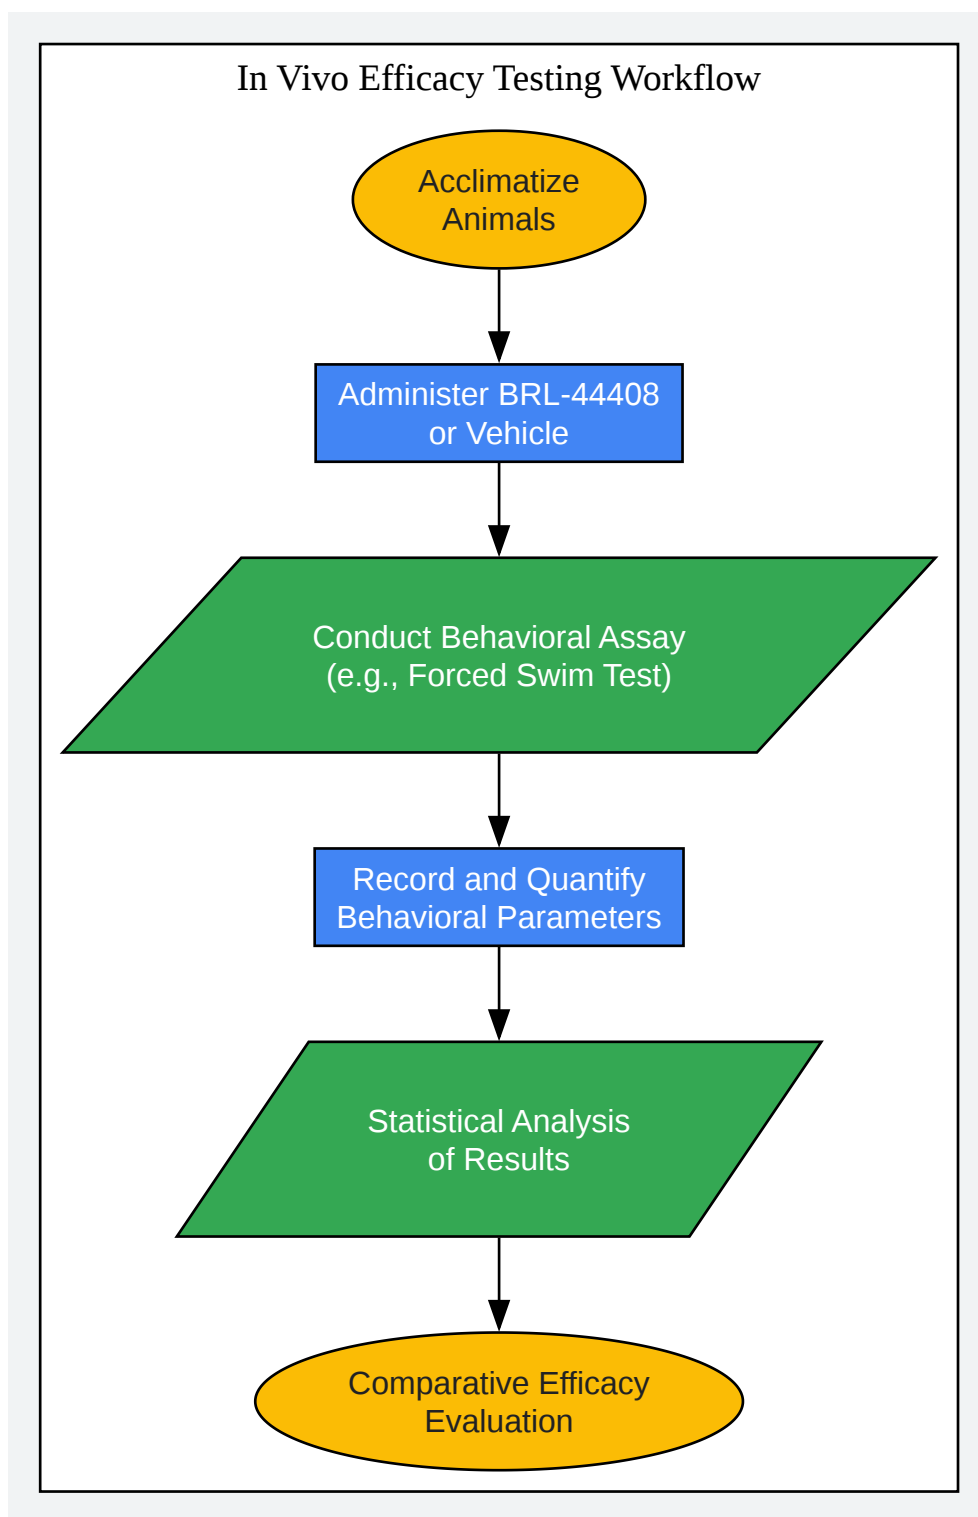 In Vivo Efficacy Testing Workflow
Acclimatize
Animals
Administer BRL-44408
or Vehicle
Conduct Behavioral Assay
(e.g., Forced Swim Test)
Record and Quantify
Behavioral Parameters
Statistical Analysis
of Results
Comparative Efficacy
Evaluation